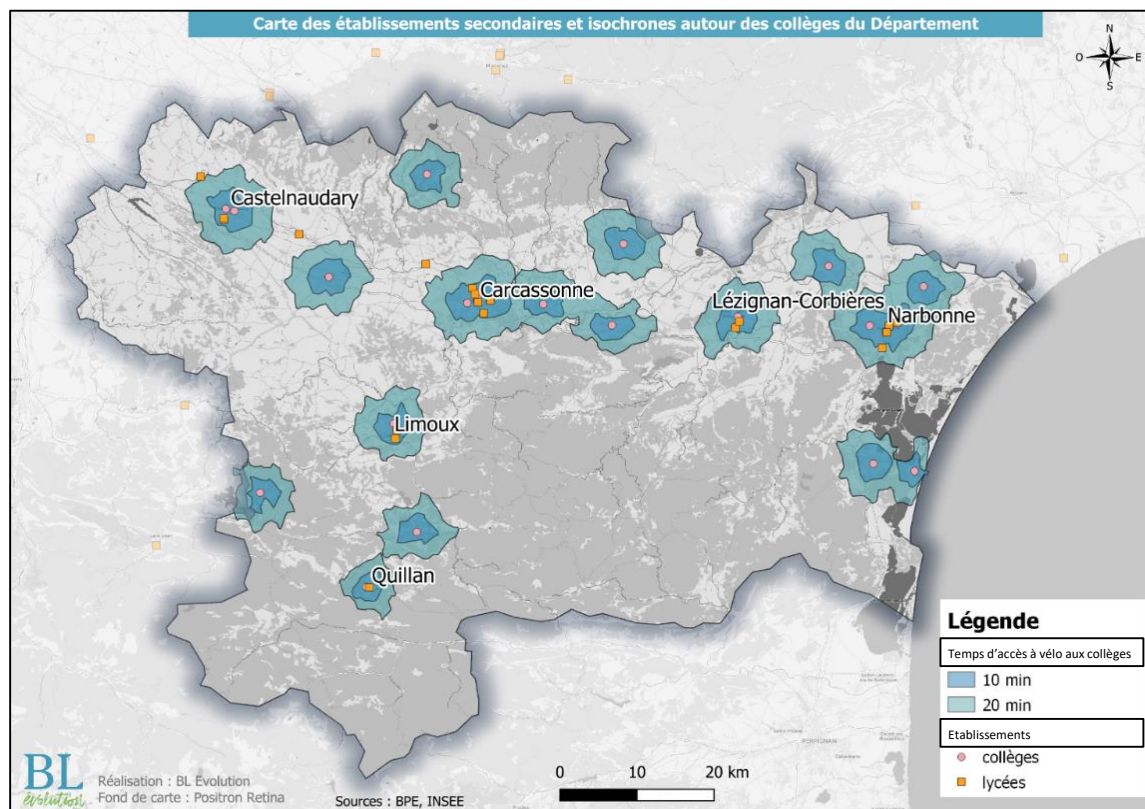 Carte des établissements secondaires et isochrones autour des collèges du Département
N
O
E
S
Castelnaudary
Carcassonne
Lézignan-Corbières
Narbonne
Limoux
Quillan
Légende
Temps d'accès à vélo aux collèges
10 min
20 min
Etablissements
collèges
lycées
BL
évolution
Réalisation : BL Evolution
Fond de carte : Positron Retina
Sources : BPE, INSEE
0 10 20 km